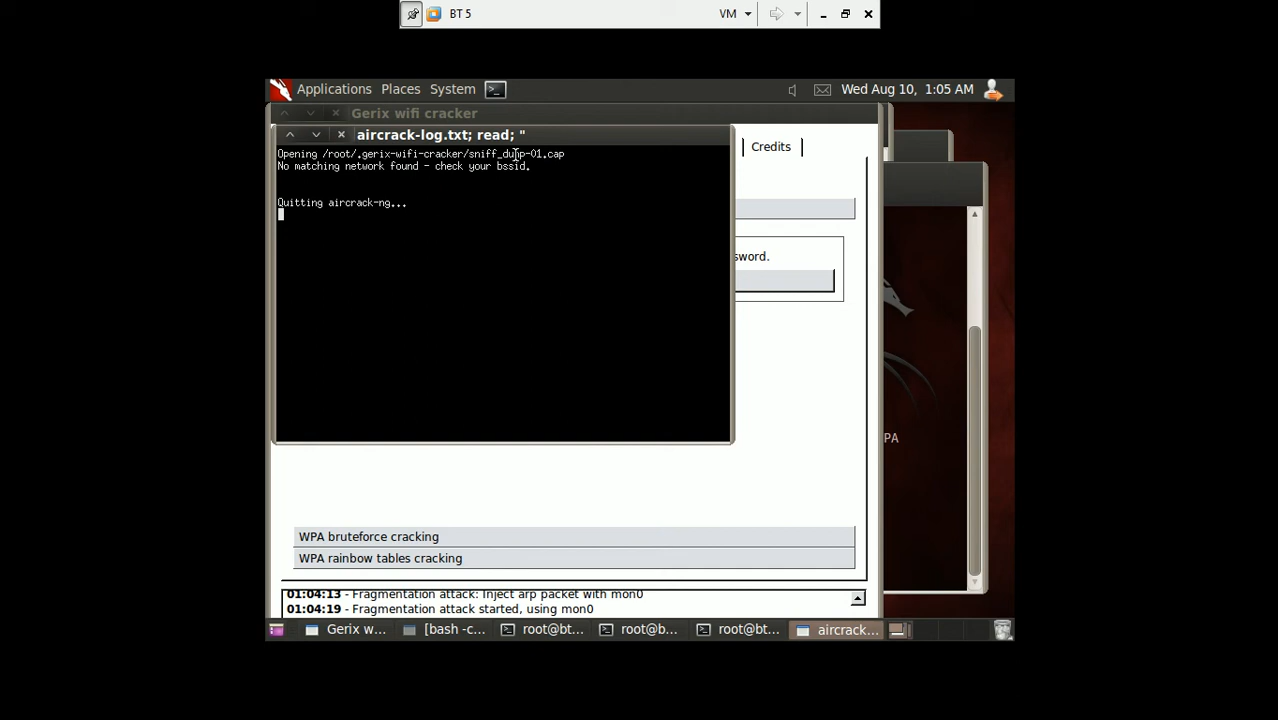 BT 5
VM
Applications Places System
Wed Aug 10, 1:05 AM
Gerix wifi cracker
aircrack-log.txt; read; "
Credits
Opening /root/.gerix-wifi-cracker/sniff_dump-01.cap
No matching network found - check your bssid.
Quitting aircrack-ng...
sword.
PA
WPA bruteforce cracking
WPA rainbow tables cracking
01:04:13 - Fragmentation attack: Inject arp packet with mon0
01:04:19 - Fragmentation attack started, using mon0
Gerix w... [bash -c... root@bt... root@b... root@bt... aircrack...